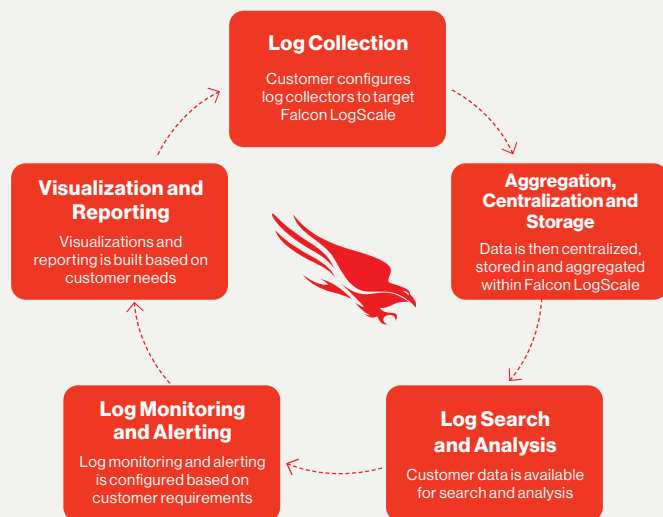 Log Collection
Customer configures
log collectors to target
Falcon LogScale
Aggregation,
Centralization and
Storage
Data is then centralized,
stored in and aggregated
within Falcon LogScale
Log Search
and Analysis
Customer data is available
for search and analysis
Log Monitoring
and Alerting
Log monitoring and alerting
is configured based on
customer requirements
Visualization and
Reporting
Visualizations and
reporting is built based on
customer needs